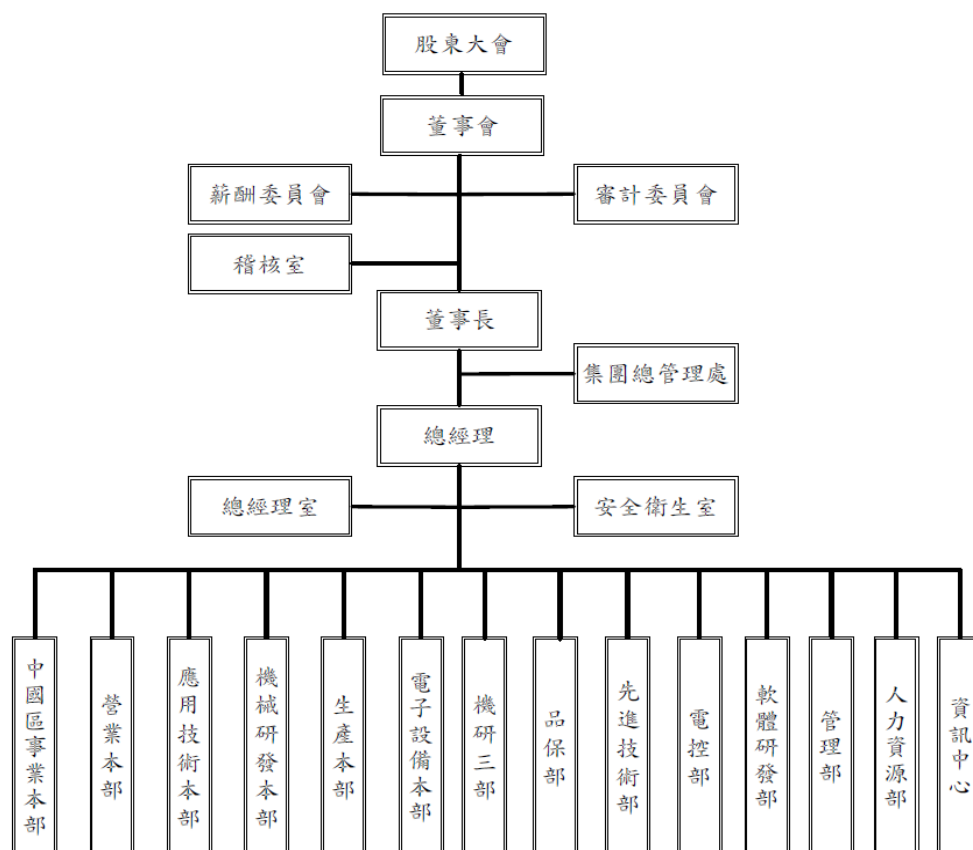 股東大會
董事會
薪酬委員會
審計委員會
稽核室
董事長
集團總管理處
總經理
總經理室
安全衛生室
中國區事業本部
營業本部
應用技術本部
機械研發本部
生產本部
電子設備本部
機研三部
品保部
先進技術部
電控部
軟體研發部
管理部
人力資源部
資訊中心